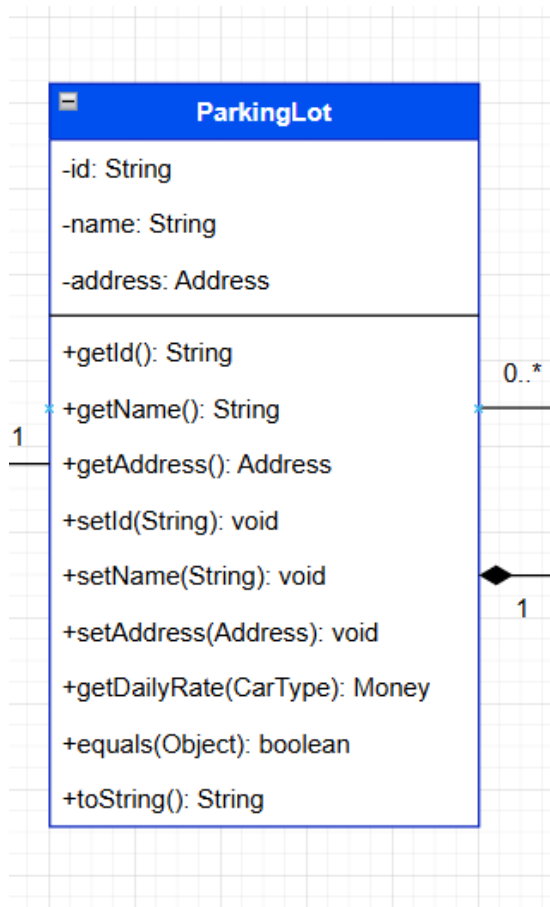 ParkingLot
-id: String
-name: String
-address: Address
+getId(): String
0..*
+getName(): String
1
+getAddress(): Address
+setId(String): void
+setName(String): void
1
+setAddress(Address): void
+getDailyRate(CarType): Money
+equals(Object): boolean
+toString(): String